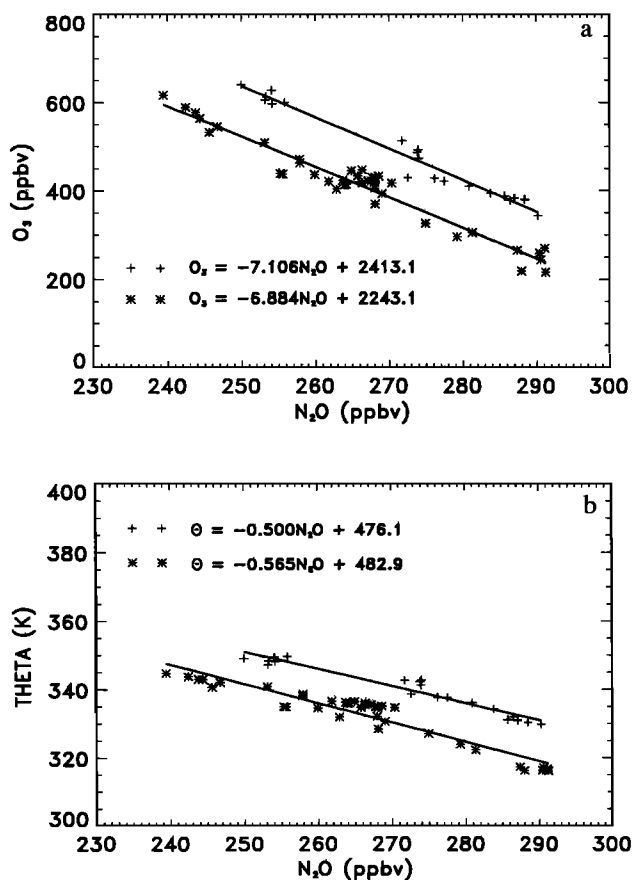 a
800
600
400
200
0
O₃ (ppbv)
+ + O₃ = −7.106N₂O + 2413.1
* * O₃ = −6.884N₂O + 2243.1
230 240 250 260 270 280 290 300
N₂O (ppbv)
b
400
380
360
340
320
300
THETA (K)
+ + Θ = −0.500N₂O + 476.1
* * Θ = −0.565N₂O + 482.9
230 240 250 260 270 280 290 300
N₂O (ppbv)